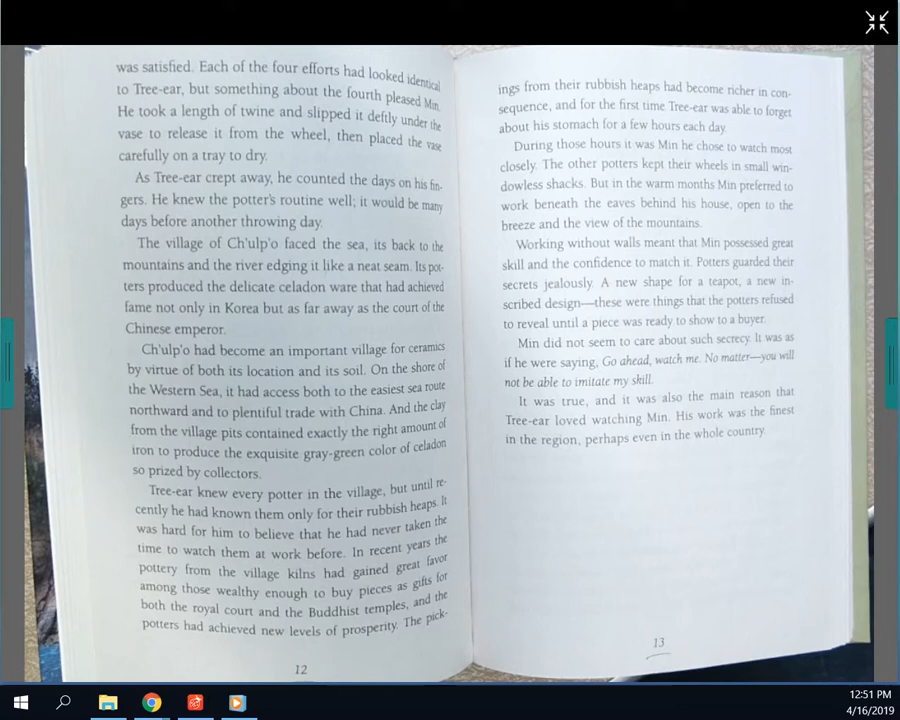 was satisfied. Each of the four efforts had looked identical
to Tree-ear, but something about the fourth pleased Min.
He took a length of twine and slipped it deftly under the
vase to release it from the wheel, then placed the vase
carefully on a tray to dry.
As Tree-ear crept away, he counted the days on his fin-
gers. He knew the potter's routine well; it would be many
days before another throwing day.
The village of Ch'ulp'o faced the sea, its back to the
mountains and the river edging it like a neat seam. Its pot-
ters produced the delicate celadon ware that had achieved
fame not only in Korea but as far away as the court of the
Chinese emperor.
Ch'ulp'o had become an important village for ceramics
by virtue of both its location and its soil. On the shore of
the Western Sea, it had access both to the easiest sea route
northward and to plentiful trade with China. And the clay
from the village pits contained exactly the right amount of
iron to produce the exquisite gray-green color of celadon
so prized by collectors.
Tree-ear knew every potter in the village, but until re-
cently he had known them only for their rubbish heaps. It
was hard for him to believe that he had never taken the
time to watch them at work before. In recent years the
pottery from the village kilns had gained great favor
among those wealthy enough to buy pieces as gifts for
both the royal court and the Buddhist temples, and the
potters had achieved new levels of prosperity. The pick-
12
ings from their rubbish heaps had become richer in con-
sequence, and for the first time Tree-ear was able to forget
about his stomach for a few hours each day.
During those hours it was Min he chose to watch most
closely. The other potters kept their wheels in small win-
dowless shacks. But in the warm months Min preferred to
work beneath the eaves behind his house, open to the
breeze and the view of the mountains.
Working without walls meant that Min possessed great
skill and the confidence to match it. Potters guarded their
secrets jealously. A new shape for a teapot, a new in-
scribed design—these were things that the potters refused
to reveal until a piece was ready to show to a buyer.
Min did not seem to care about such secrecy. It was as
if he were saying, Go ahead, watch me. No matter—you will
not be able to imitate my skill.
It was true, and it was also the main reason that
Tree-ear loved watching Min. His work was the finest
in the region, perhaps even in the whole country.
13
12:51 PM
4/16/2019